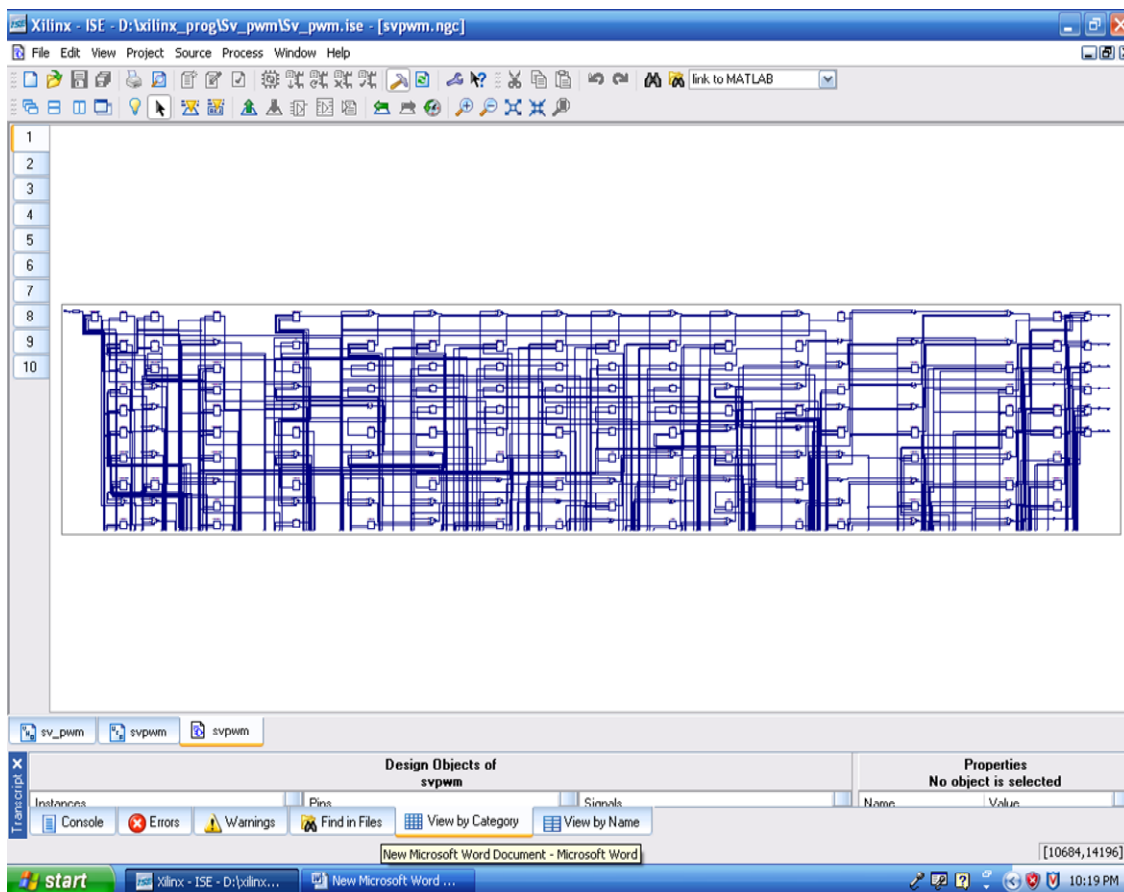 Xilinx - ISE - D:\xilinx_prog\Sv_pwm\Sv_pwm.ise - [svpwm.ngc]
File Edit View Project Source Process Window Help
link to MATLAB
1
2
3
4
5
6
7
8
9
10
sv_pwm svpwm svpwm
Transcript
Design Objects of
svpwm
Properties
No object is selected
Instances Pins Signals Name Value
Console Errors Warnings Find in Files View by Category View by Name
New Microsoft Word Document - Microsoft Word
[10684,14196]
start Xilinx - ISE - D:\xilinx... New Microsoft Word ... 10:19 PM